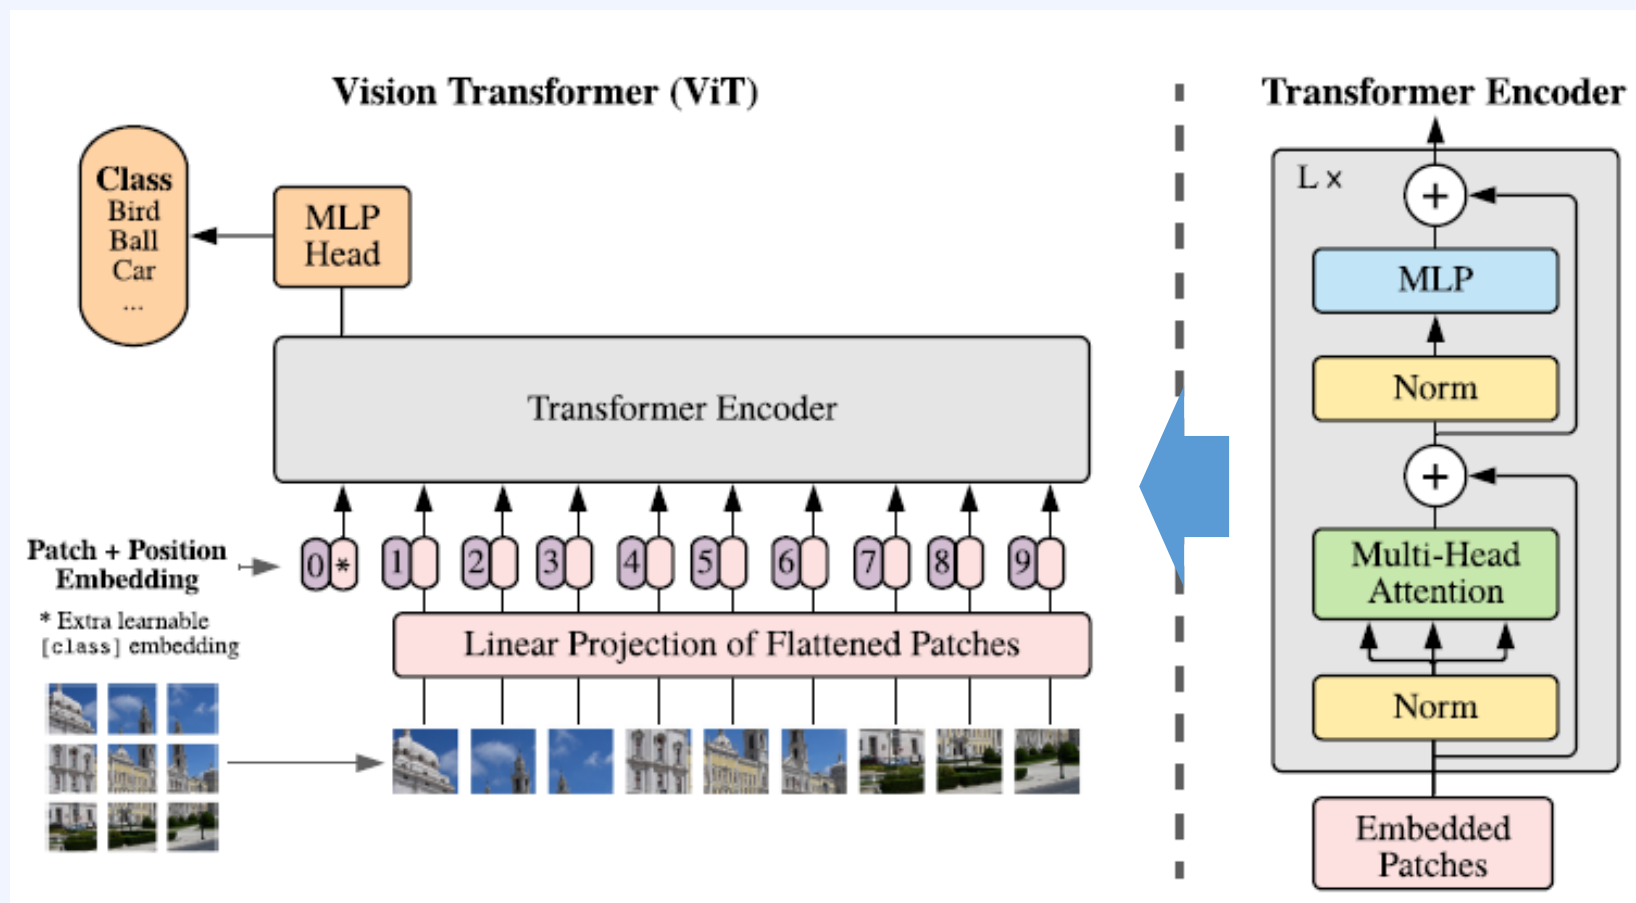 Vision Transformer (ViT)
Class
Bird
Ball
Car
...
MLP
Head
Transformer Encoder
Patch + Position
Embedding
0 * 1 2 3 4 5 6 7 8 9
* Extra learnable
[class] embedding
Linear Projection of Flattened Patches
Transformer Encoder
L ×
+
MLP
Norm
+
Multi-Head
Attention
Norm
Embedded
Patches